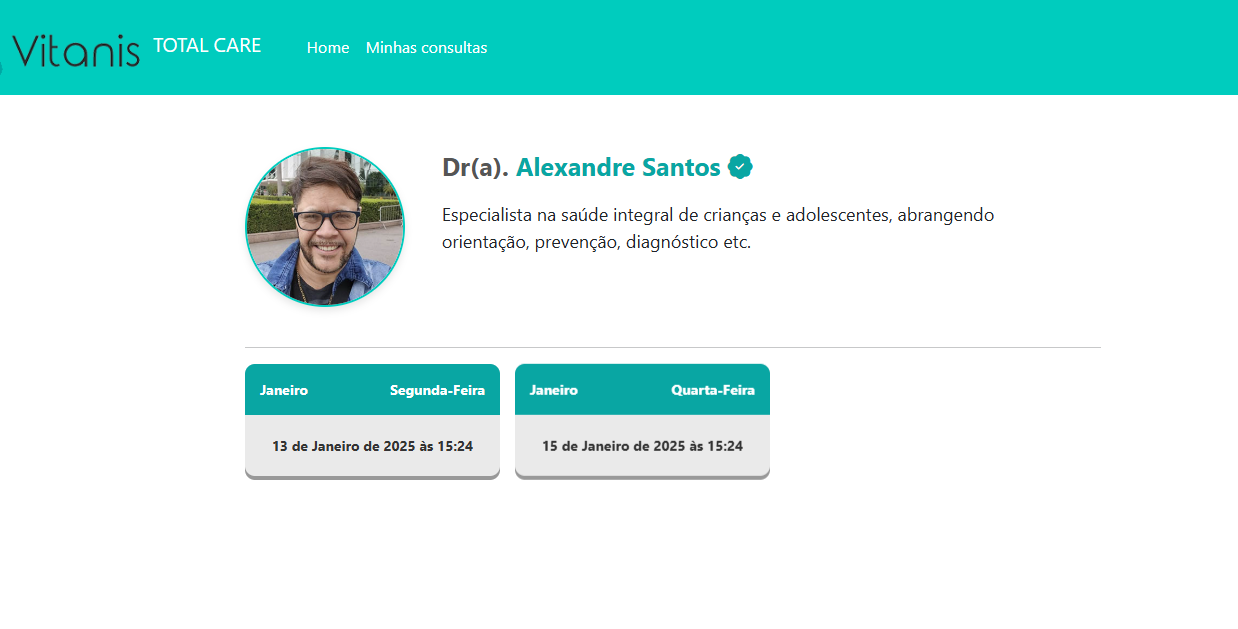 Vitanis TOTAL CARE Home Minhas consultas
Dr(a). Alexandre Santos
Especialista na saúde integral de crianças e adolescentes, abrangendo
orientação, prevenção, diagnóstico etc.
Janeiro Segunda-Feira
13 de Janeiro de 2025 às 15:24
Janeiro Quarta-Feira
15 de Janeiro de 2025 às 15:24